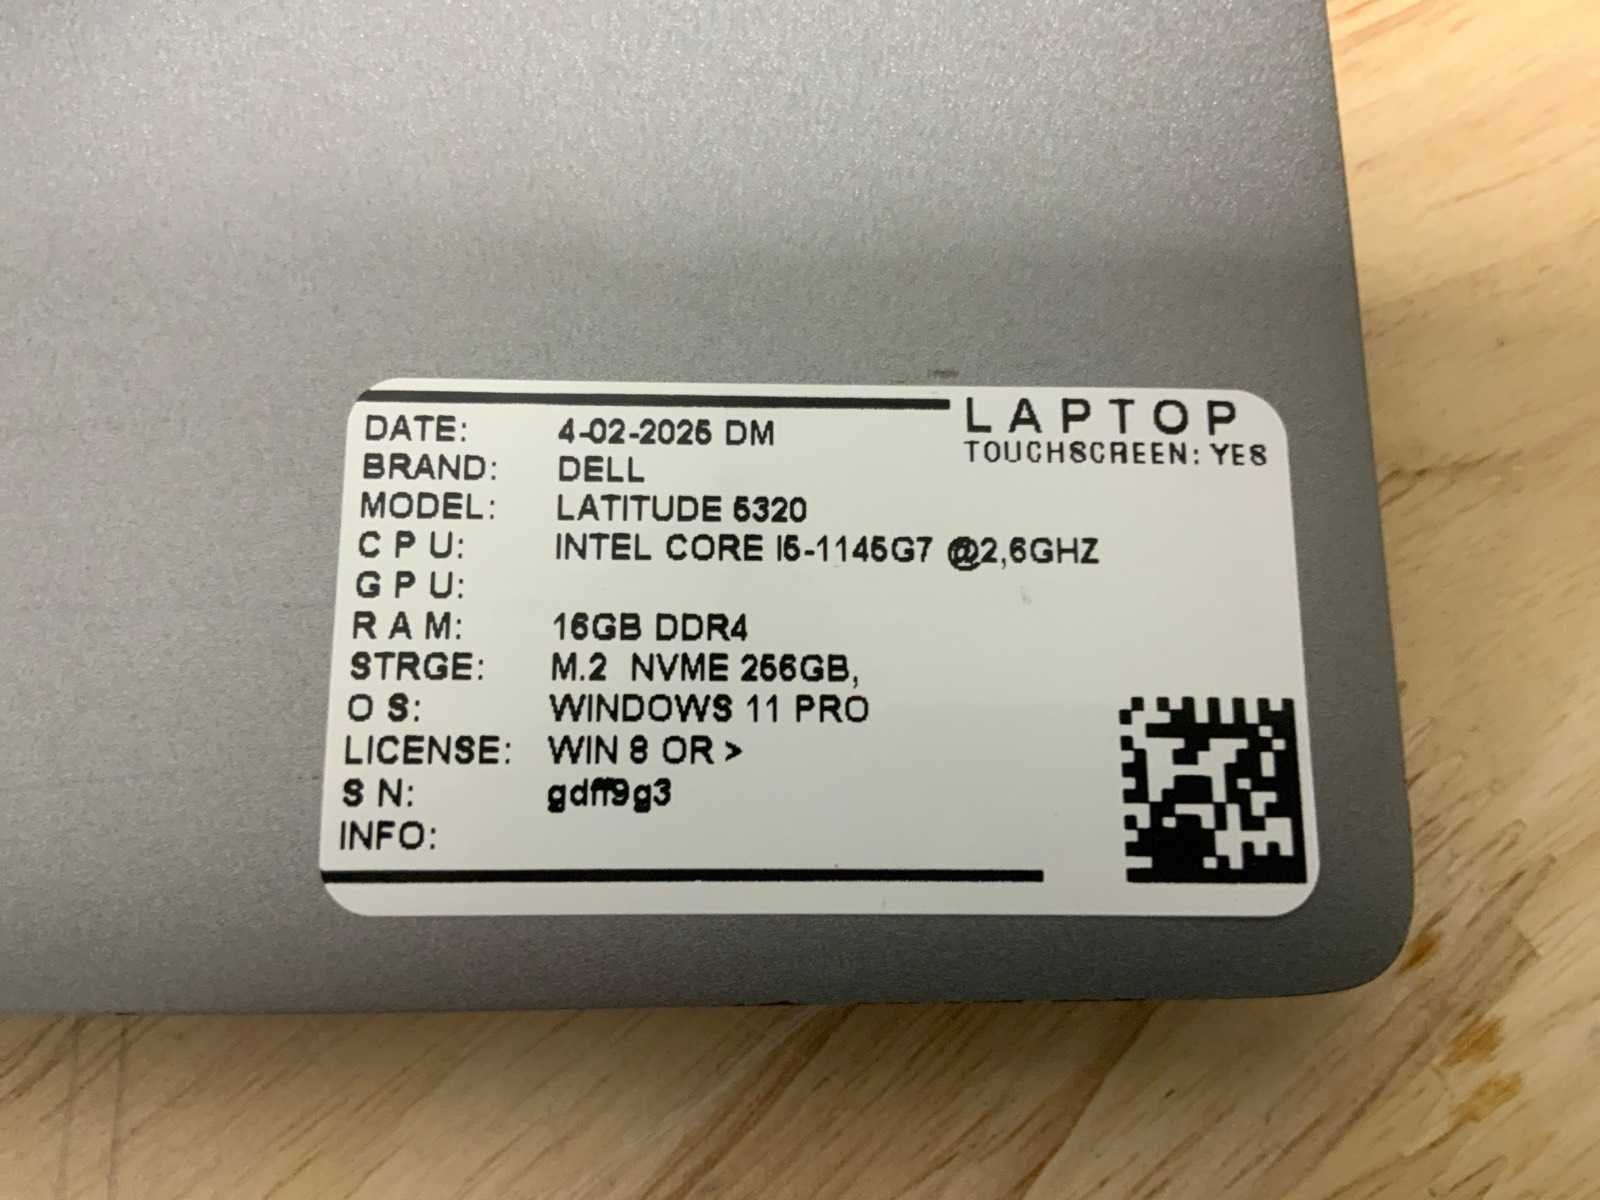 LAPTOP
TOUCHSCREEN: YES
DATE: 4-02-2025 DM
BRAND: DELL
MODEL: LATITUDE 5320
C P U: INTEL CORE I5-1145G7 @2,6GHZ
G P U:
R A M: 16GB DDR4
STRGE: M.2 NVME 256GB,
O S: WINDOWS 11 PRO
LICENSE: WIN 8 OR >
S N: gdff9g3
INFO: